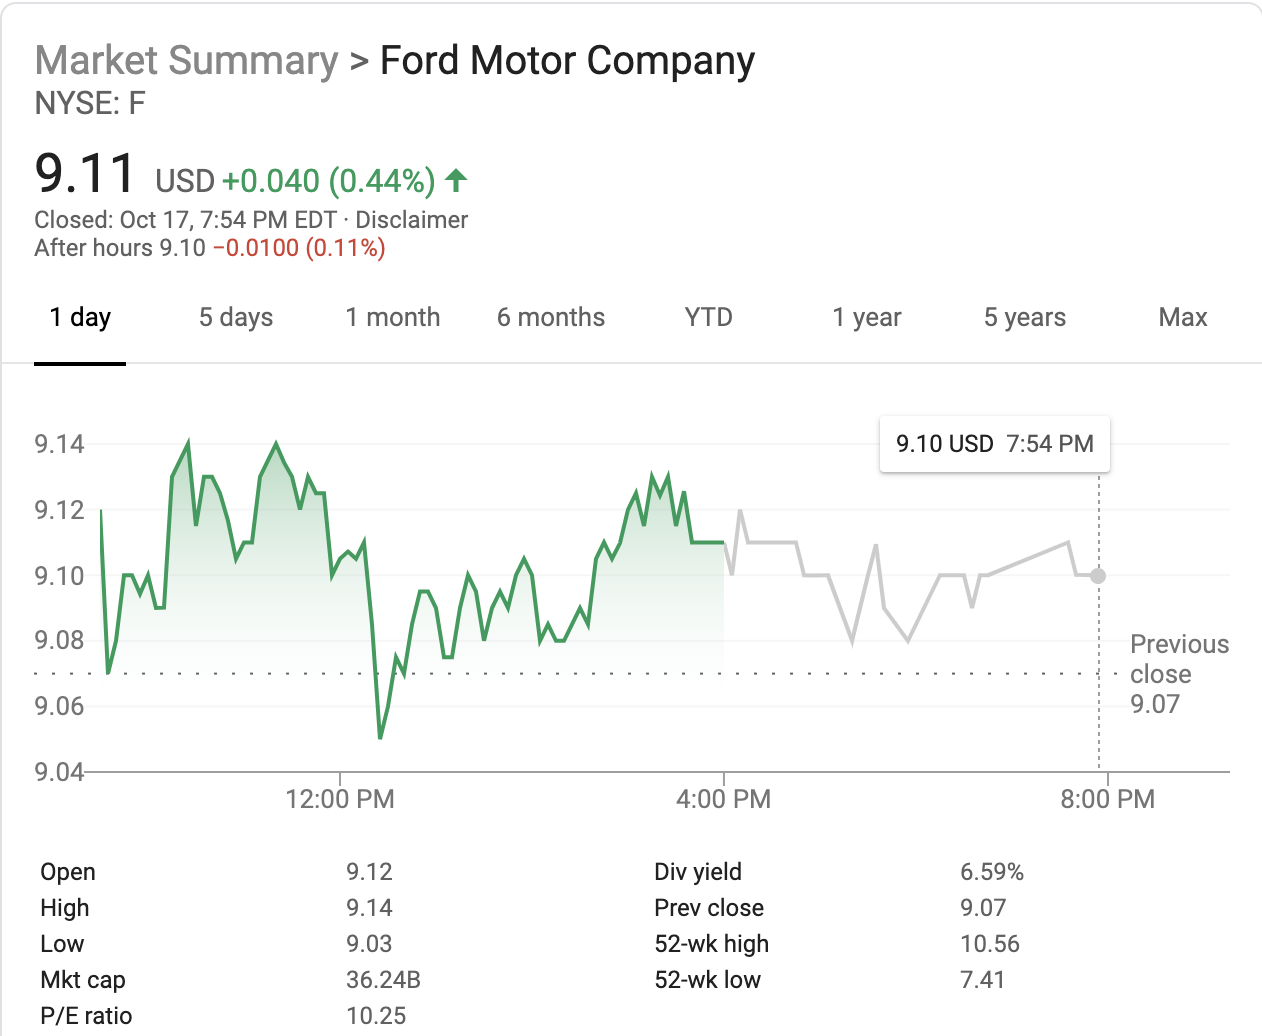 Market Summary > Ford Motor Company
NYSE: F
9.11 USD +0.040 (0.44%) ↑
Closed: Oct 17, 7:54 PM EDT · Disclaimer
After hours 9.10 −0.0100 (0.11%)
1 day 5 days 1 month 6 months YTD 1 year 5 years Max
9.14
9.10 USD 7:54 PM
9.12
9.10
9.08
9.06
9.04
Previous
close
9.07
12:00 PM 4:00 PM 8:00 PM
Open 9.12 Div yield 6.59%
High 9.14 Prev close 9.07
Low 9.03 52-wk high 10.56
Mkt cap 36.24B 52-wk low 7.41
P/E ratio 10.25